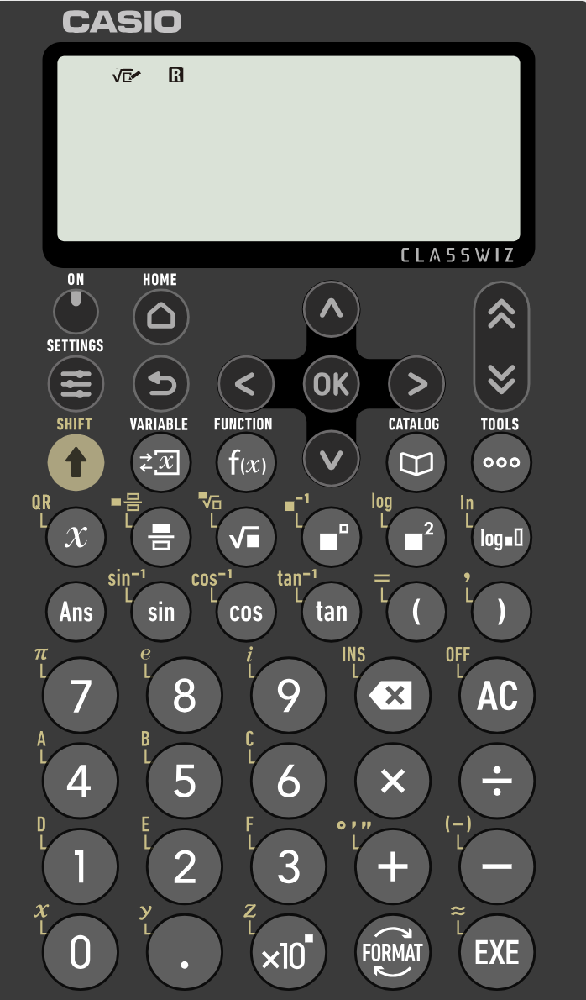 CASIO
√ R
CLASSWIZ
ON HOME
SETTINGS
OK
SHIFT VARIABLE FUNCTION CATALOG TOOLS
x f(x)
QR ■√□ ■⁻¹ log ln
x √■ ■□ ■² log■□
sin⁻¹ cos⁻¹ tan⁻¹ = ,
Ans sin cos tan ( )
π e i INS OFF
7 8 9 AC
A B C
4 5 6 × ÷
D E F ° ’ ” (−)
1 2 3 + −
x y z ≈
0 . ×10■ FORMAT EXE